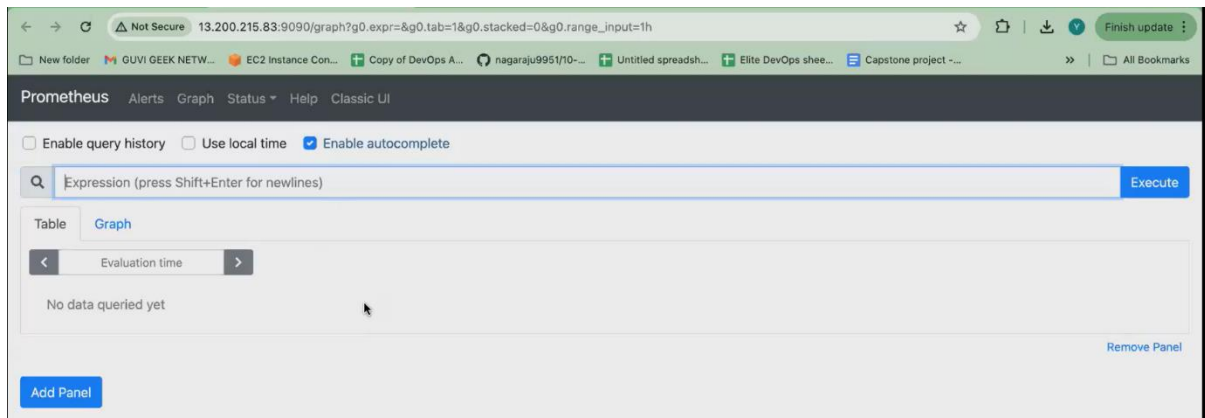 Not Secure 13.200.215.83:9090/graph?g0.expr=&g0.tab=1&g0.stacked=0&g0.range_input=1h Y Finish update
New folder GUVI GEEK NETW... EC2 Instance Con... Copy of DevOps A... nagaraju9951/10-... Untitled spreadsh... Elite DevOps shee... Capstone project -... » All Bookmarks
Prometheus Alerts Graph Status Help Classic UI
Enable query history Use local time Enable autocomplete
Expression (press Shift+Enter for newlines) Execute
Table Graph
Evaluation time
No data queried yet
Remove Panel
Add Panel